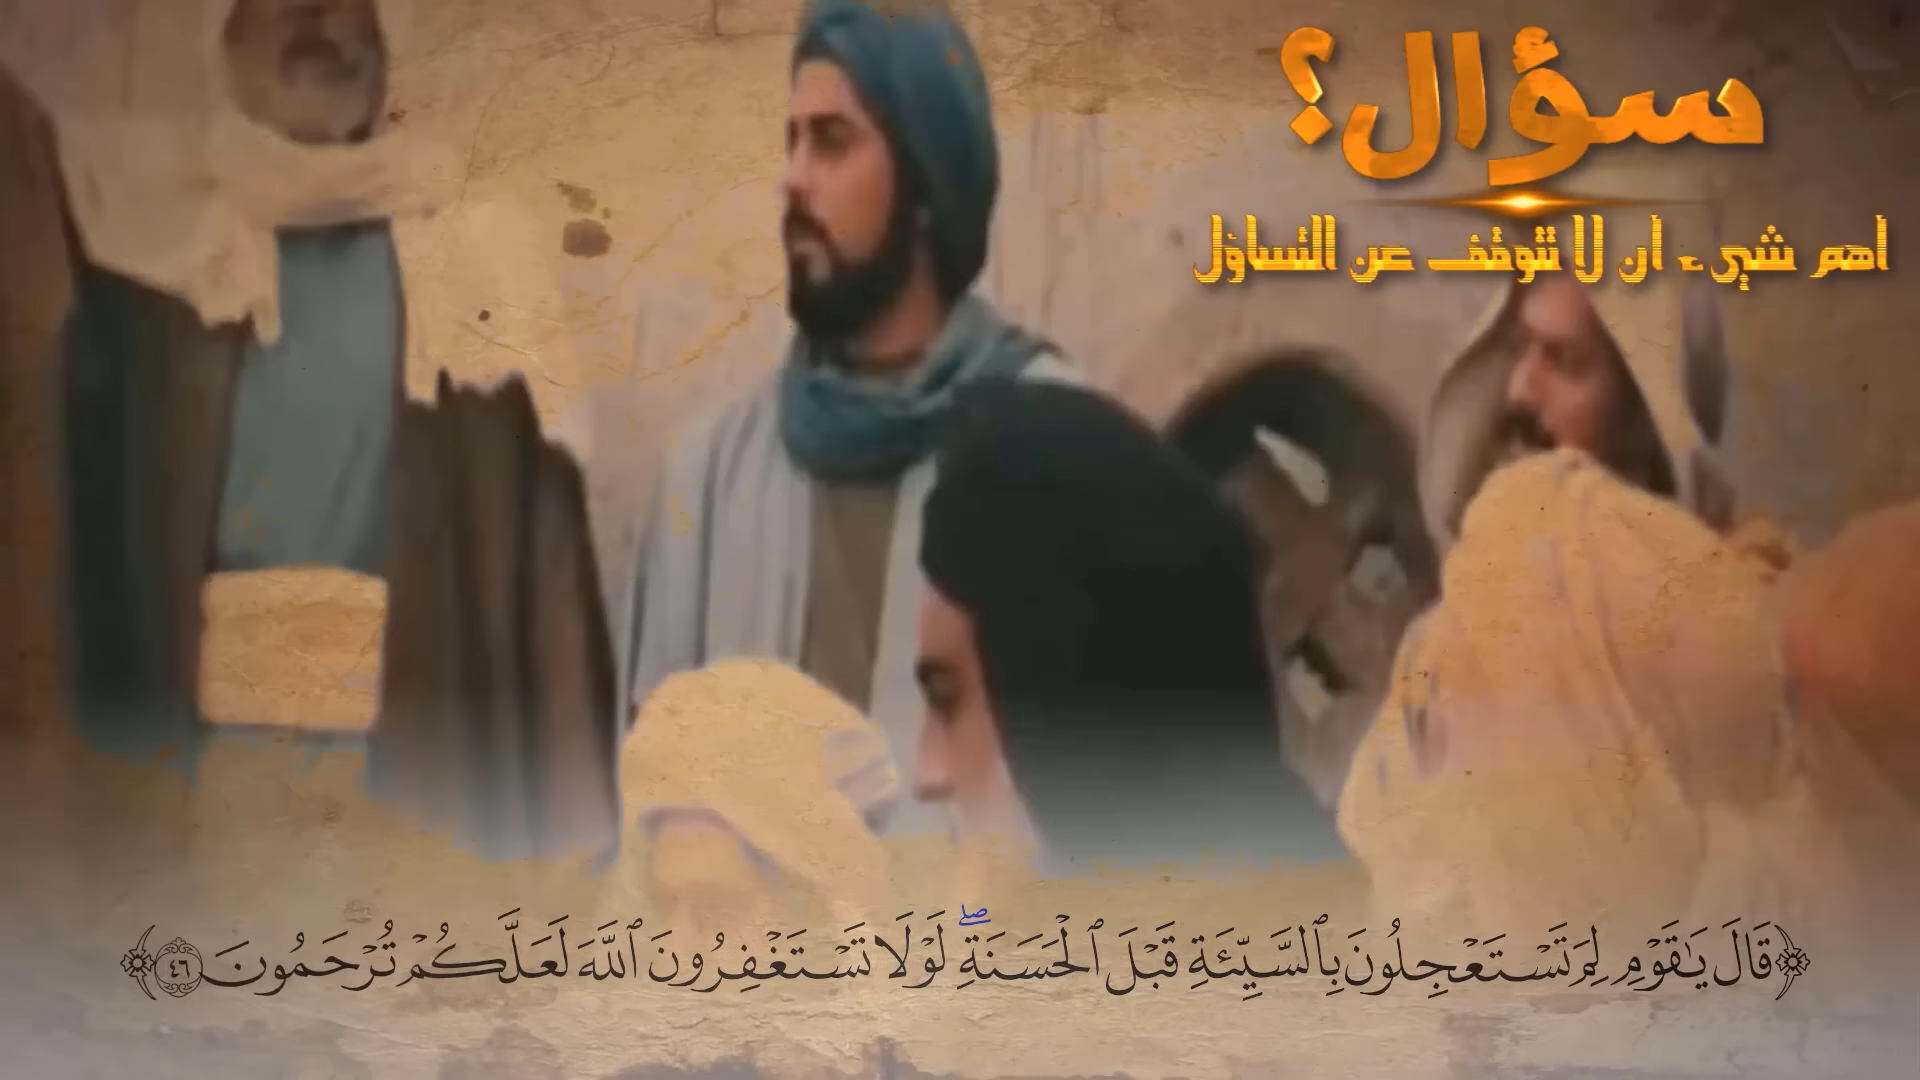 سؤال؟
اهم شيء ان لا تتوقف عن التساؤل
﴿قَالَ يَٰقَوْمِ لِمَ تَسْتَعْجِلُونَ بِٱلسَّيِّئَةِ قَبْلَ ٱلْحَسَنَةِۖ لَوْلَا تَسْتَغْفِرُونَ ٱللَّهَ لَعَلَّكُمْ تُرْحَمُونَ ٤٦﴾